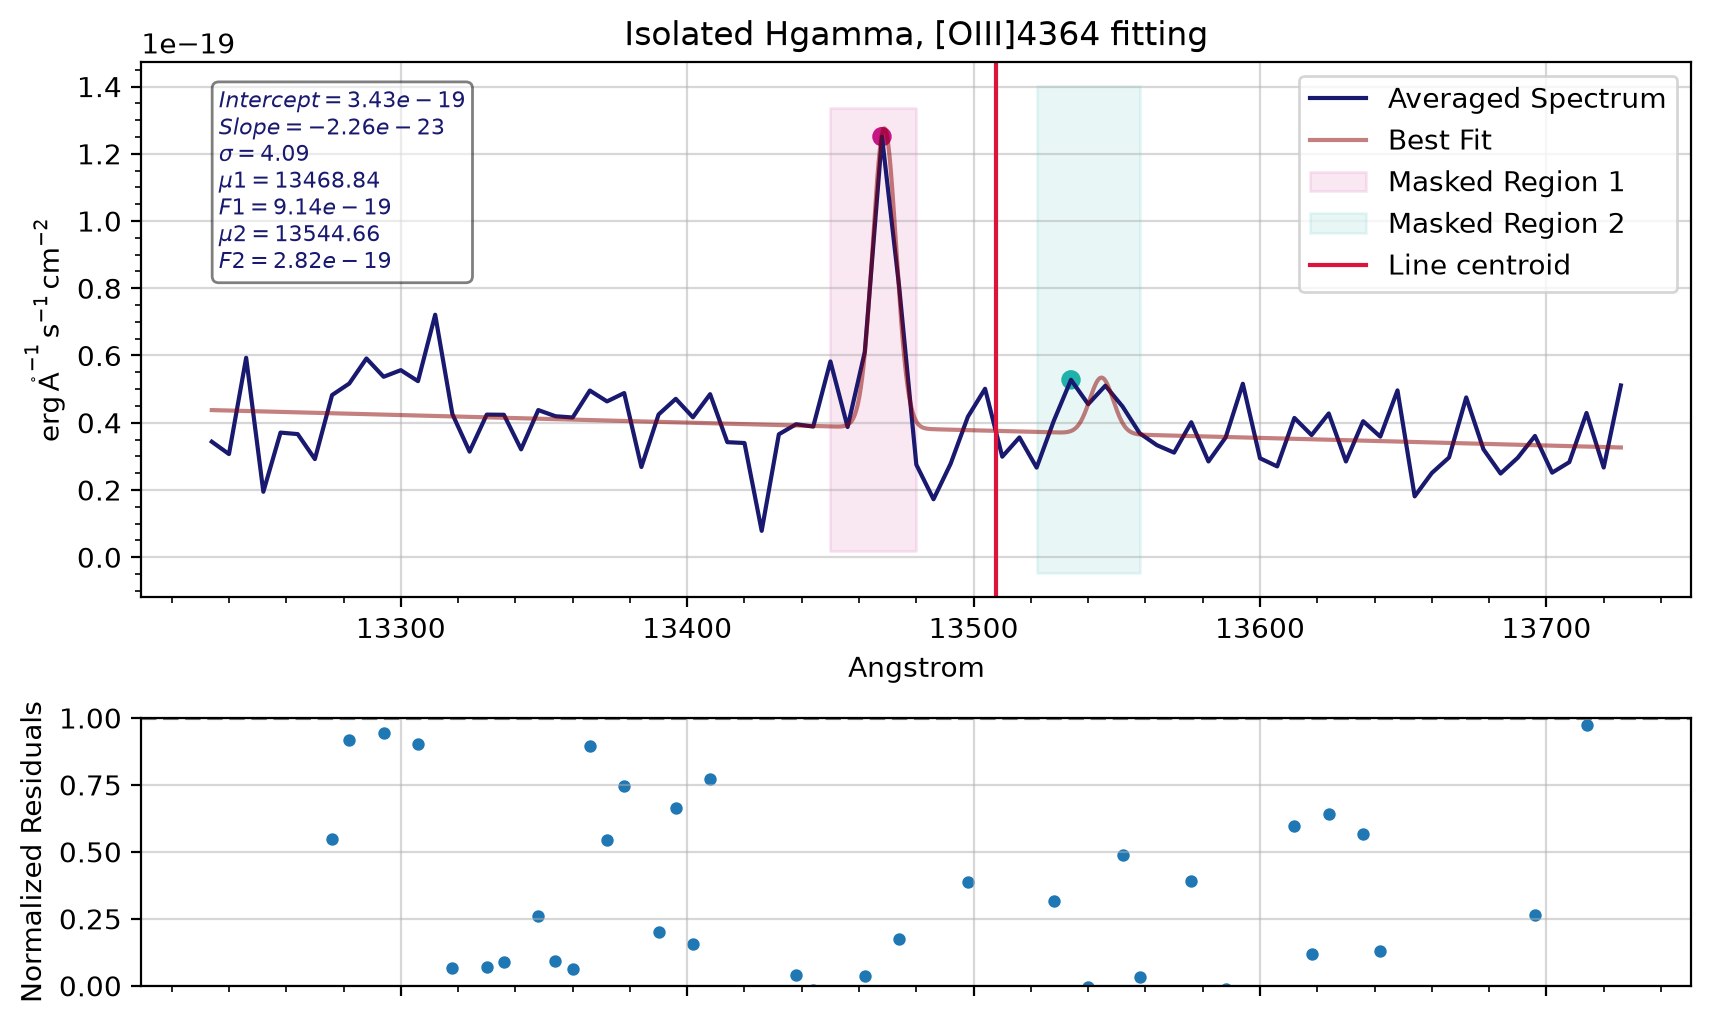 Isolated Hgamma, [OIII]4364 fitting
1e−19
Intercept = 3.43e − 19
Slope = −2.26e − 23
σ = 4.09
μ1 = 13468.84
F1 = 9.14e − 19
μ2 = 13544.66
F2 = 2.82e − 19
Averaged Spectrum
Best Fit
Masked Region 1
Masked Region 2
Line centroid
erg Å⁻¹ s⁻¹ cm⁻²
1.4
1.2
1.0
0.8
0.6
0.4
0.2
0.0
13300 13400 13500 13600 13700
Angstrom
Normalized Residuals
1.00
0.75
0.50
0.25
0.00